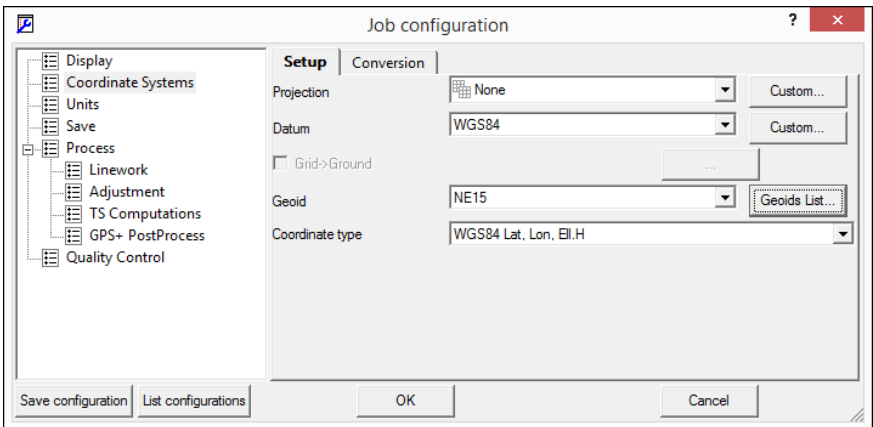 Job configuration ? ×
Display
Coordinate Systems
Units
Save
Process
Linework
Adjustment
TS Computations
GPS+ PostProcess
Quality Control
Setup Conversion
Projection None Custom...
Datum WGS84 Custom...
Grid->Ground ...
Geoid NE15 Geoids List...
Coordinate type WGS84 Lat, Lon, Ell.H
Save configuration List configurations OK Cancel